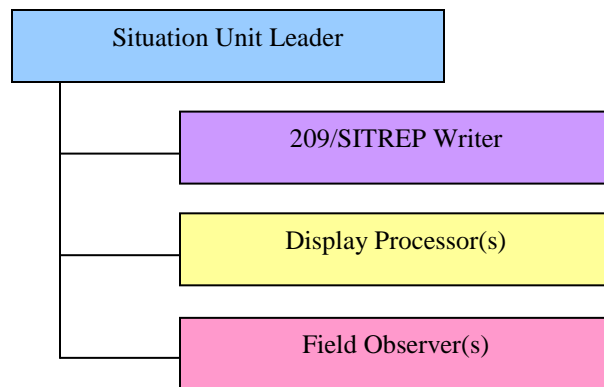 Situation Unit Leader
209/SITREP Writer
Display Processor(s)
Field Observer(s)